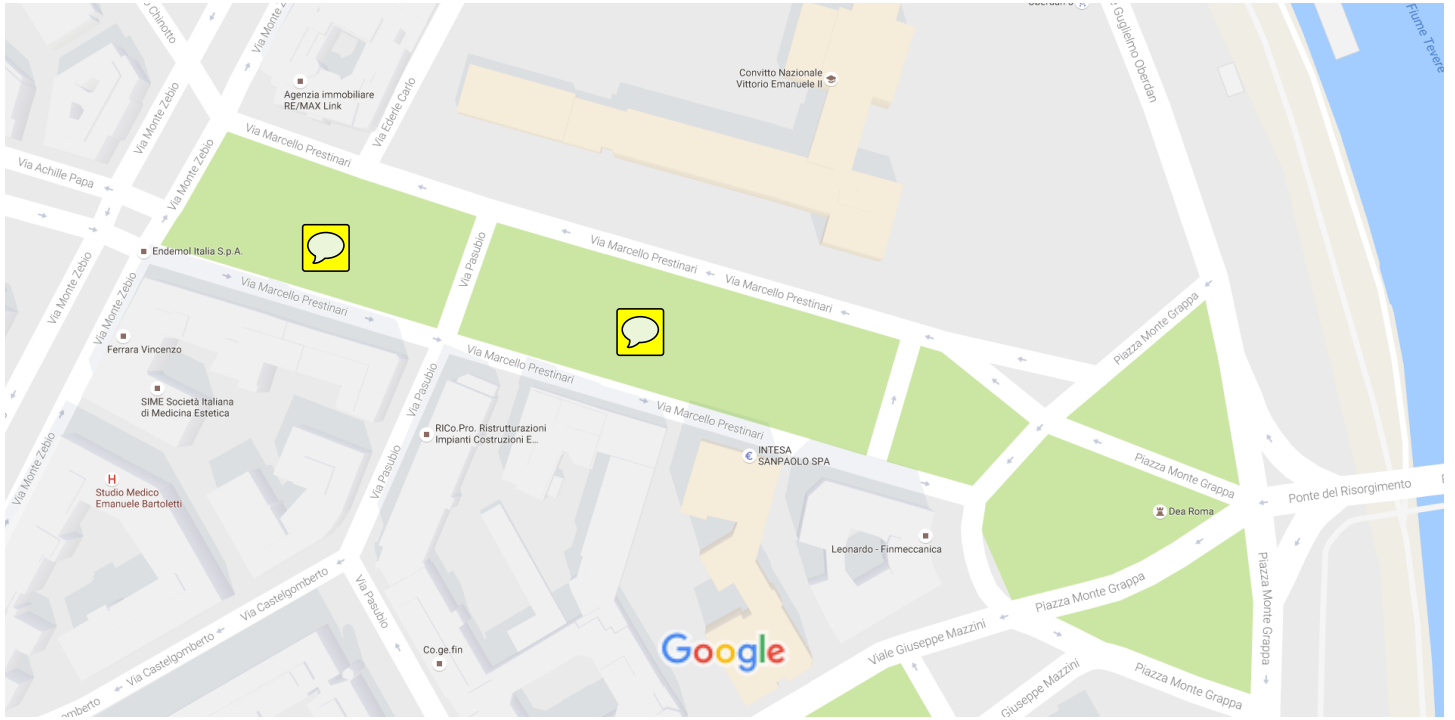 Chinotto
Via Monte Zebio
Via Monte Zebio
Via Monte
Agenzia immobiliare
RE/MAX Link
Via Ederle Carlo
Convitto Nazionale
Vittorio Emanuele II
Guglielmo Oberdan
Fiume Tevere
Via Marcello Prestinari
Via Achille Papa
Via Monte Zebio
Endemol Italia S.p.A.
Via Pasubio
Via Marcello Prestinari
Via Marcello Prestinari
Via Marcello Prestinari
Via Monte Zebio
Via Monte Zebio
Via Marcello Prestinari
Via Marcello Prestinari
Piazza Monte Grappa
Ferrara Vincenzo
SIME Società Italiana
di Medicina Estetica
Via Pasubio
RICo.Pro. Ristrutturazioni
Impianti Costruzioni E...
INTESA
SANPAOLO SPA
Via Monte Zebio
H
Studio Medico
Emanuele Bartoletti
Via Pasubio
Piazza Monte Grappa
Ponte del Risorgimento
Dea Roma
Leonardo - Finmeccanica
Via Castelgomberto
Via Castelgomberto
Via Pasubio
Co.ge.fin
Google
Piazza Monte Grappa
Viale Giuseppe Mazzini
Giuseppe Mazzini
Piazza Monte Grappa
Piazza Monte Grappa